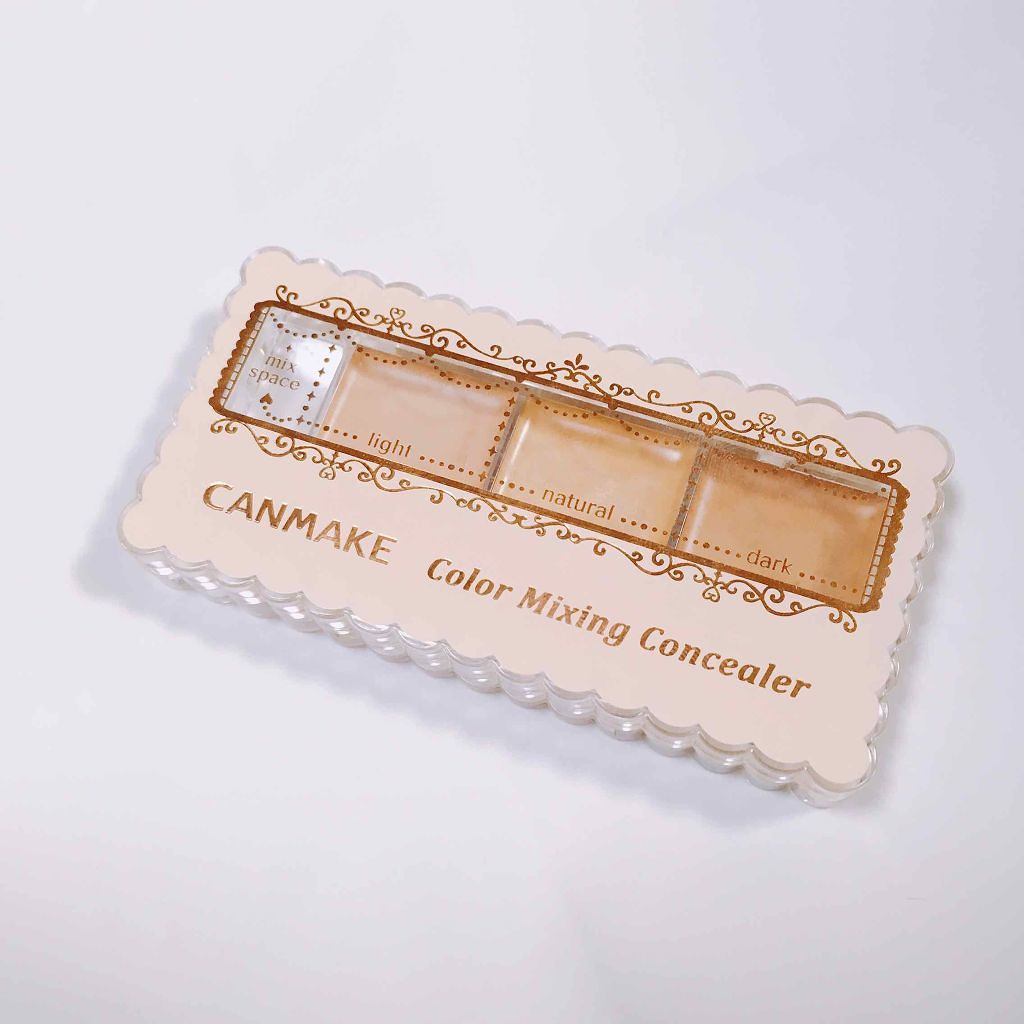 mix
space
light
natural
dark
CANMAKE
Color Mixing Concealer